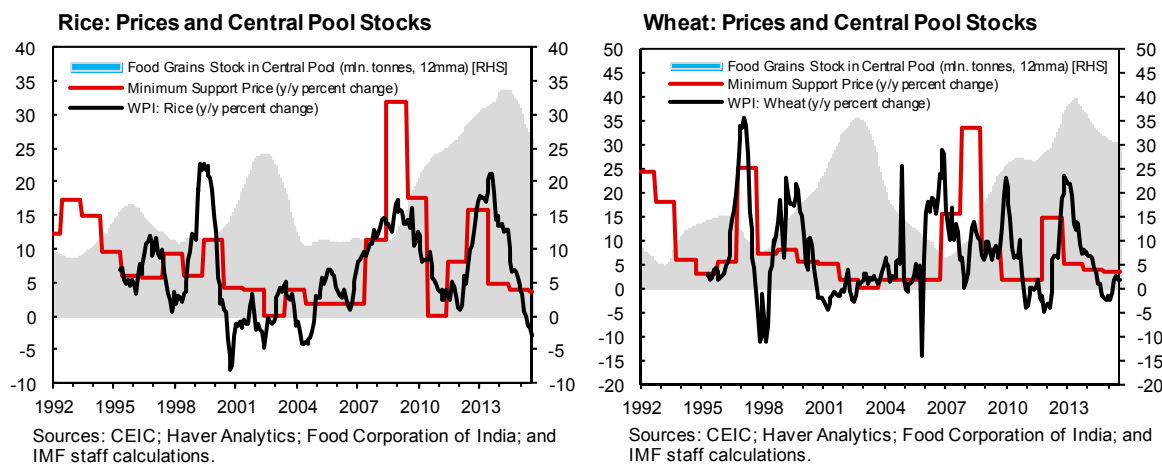 Rice: Prices and Central Pool Stocks
40 40
35 35
30 30
25 25
20 20
15 15
10 10
5 5
0 0
-5 -5
-10 -10
Food Grains Stock in Central Pool (mln. tonnes, 12mma) [RHS]
Minimum Support Price (y/y percent change)
WPI: Rice (y/y percent change)
1992 1995 1998 2001 2004 2007 2010 2013
Sources: CEIC; Haver Analytics; Food Corporation of India; and
IMF staff calculations.
Wheat: Prices and Central Pool Stocks
50 50
45 45
40 40
35 35
30 30
25 25
20 20
15 15
10 10
5 5
0 0
-5 -5
-10 -10
-15 -15
-20 -20
Food Grains Stock in Central Pool (mln. tonnes, 12mma) [RHS]
Minimum Support Price (y/y percent change)
WPI: Wheat (y/y percent change)
1992 1995 1998 2001 2004 2007 2010 2013
Sources: CEIC; Haver Analytics; Food Corporation of India; and
IMF staff calculations.